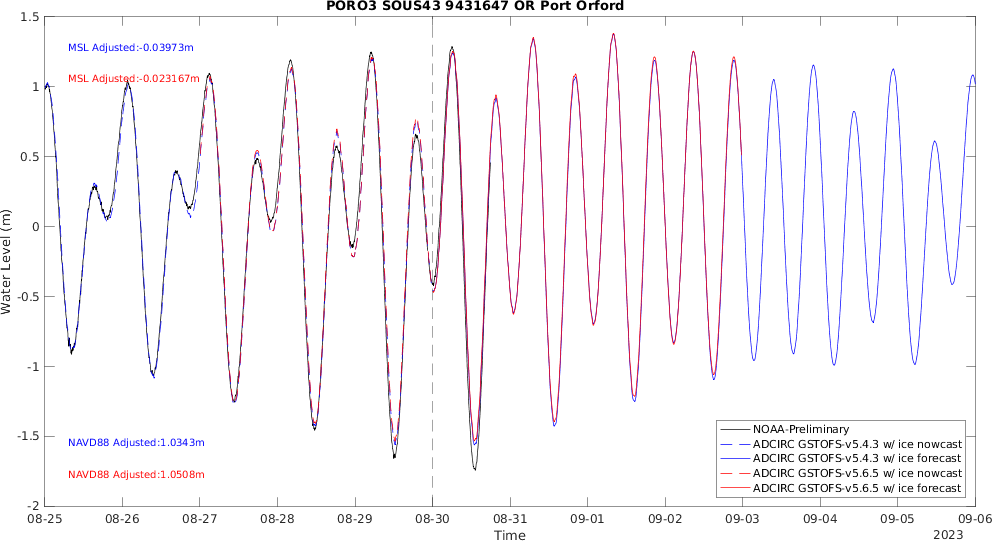 PORO3 SOUS43 9431647 OR Port Orford
1.5
MSL Adjusted:-0.03973m
MSL Adjusted:-0.023167m
1
0.5
0
-0.5
-1
-1.5
-2
Water Level (m)
NAVD88 Adjusted:1.0343m
NAVD88 Adjusted:1.0508m
NOAA-Preliminary
ADCIRC GSTOFS-v5.4.3 w/ ice nowcast
ADCIRC GSTOFS-v5.4.3 w/ ice forecast
ADCIRC GSTOFS-v5.6.5 w/ ice nowcast
ADCIRC GSTOFS-v5.6.5 w/ ice forecast
08-25 08-26 08-27 08-28 08-29 08-30 08-31 09-01 09-02 09-03 09-04 09-05 09-06
Time
2023